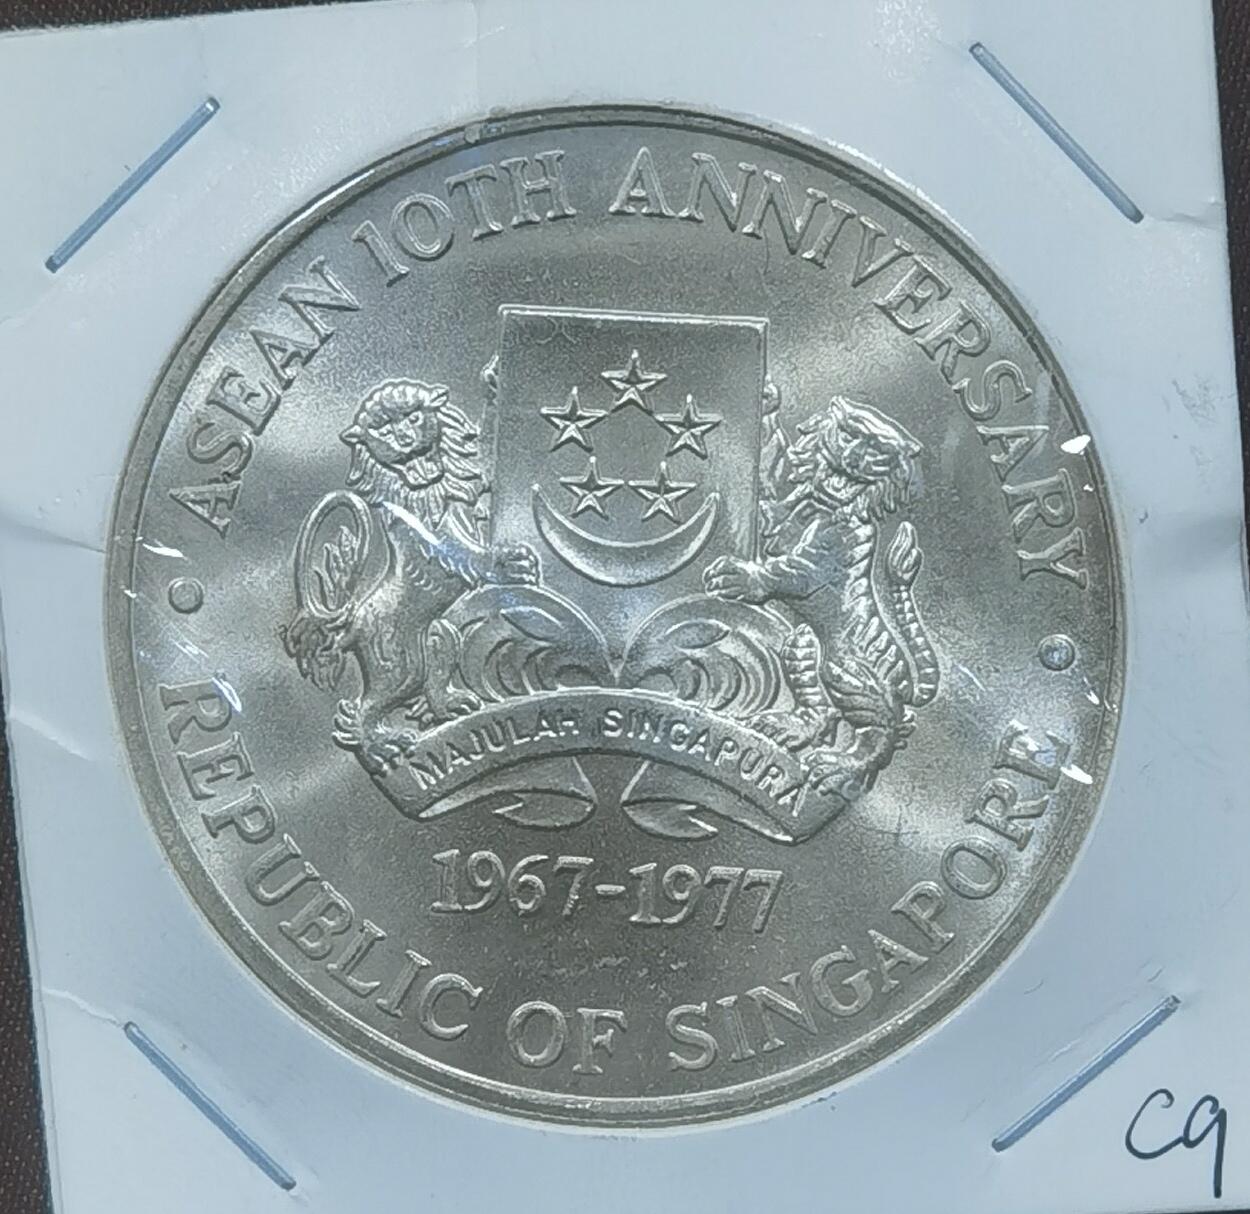 ASEAN 10TH ANNIVERSARY
MAJULAH SINGAPURA
1967-1977
REPUBLIC OF SINGAPORE
C9